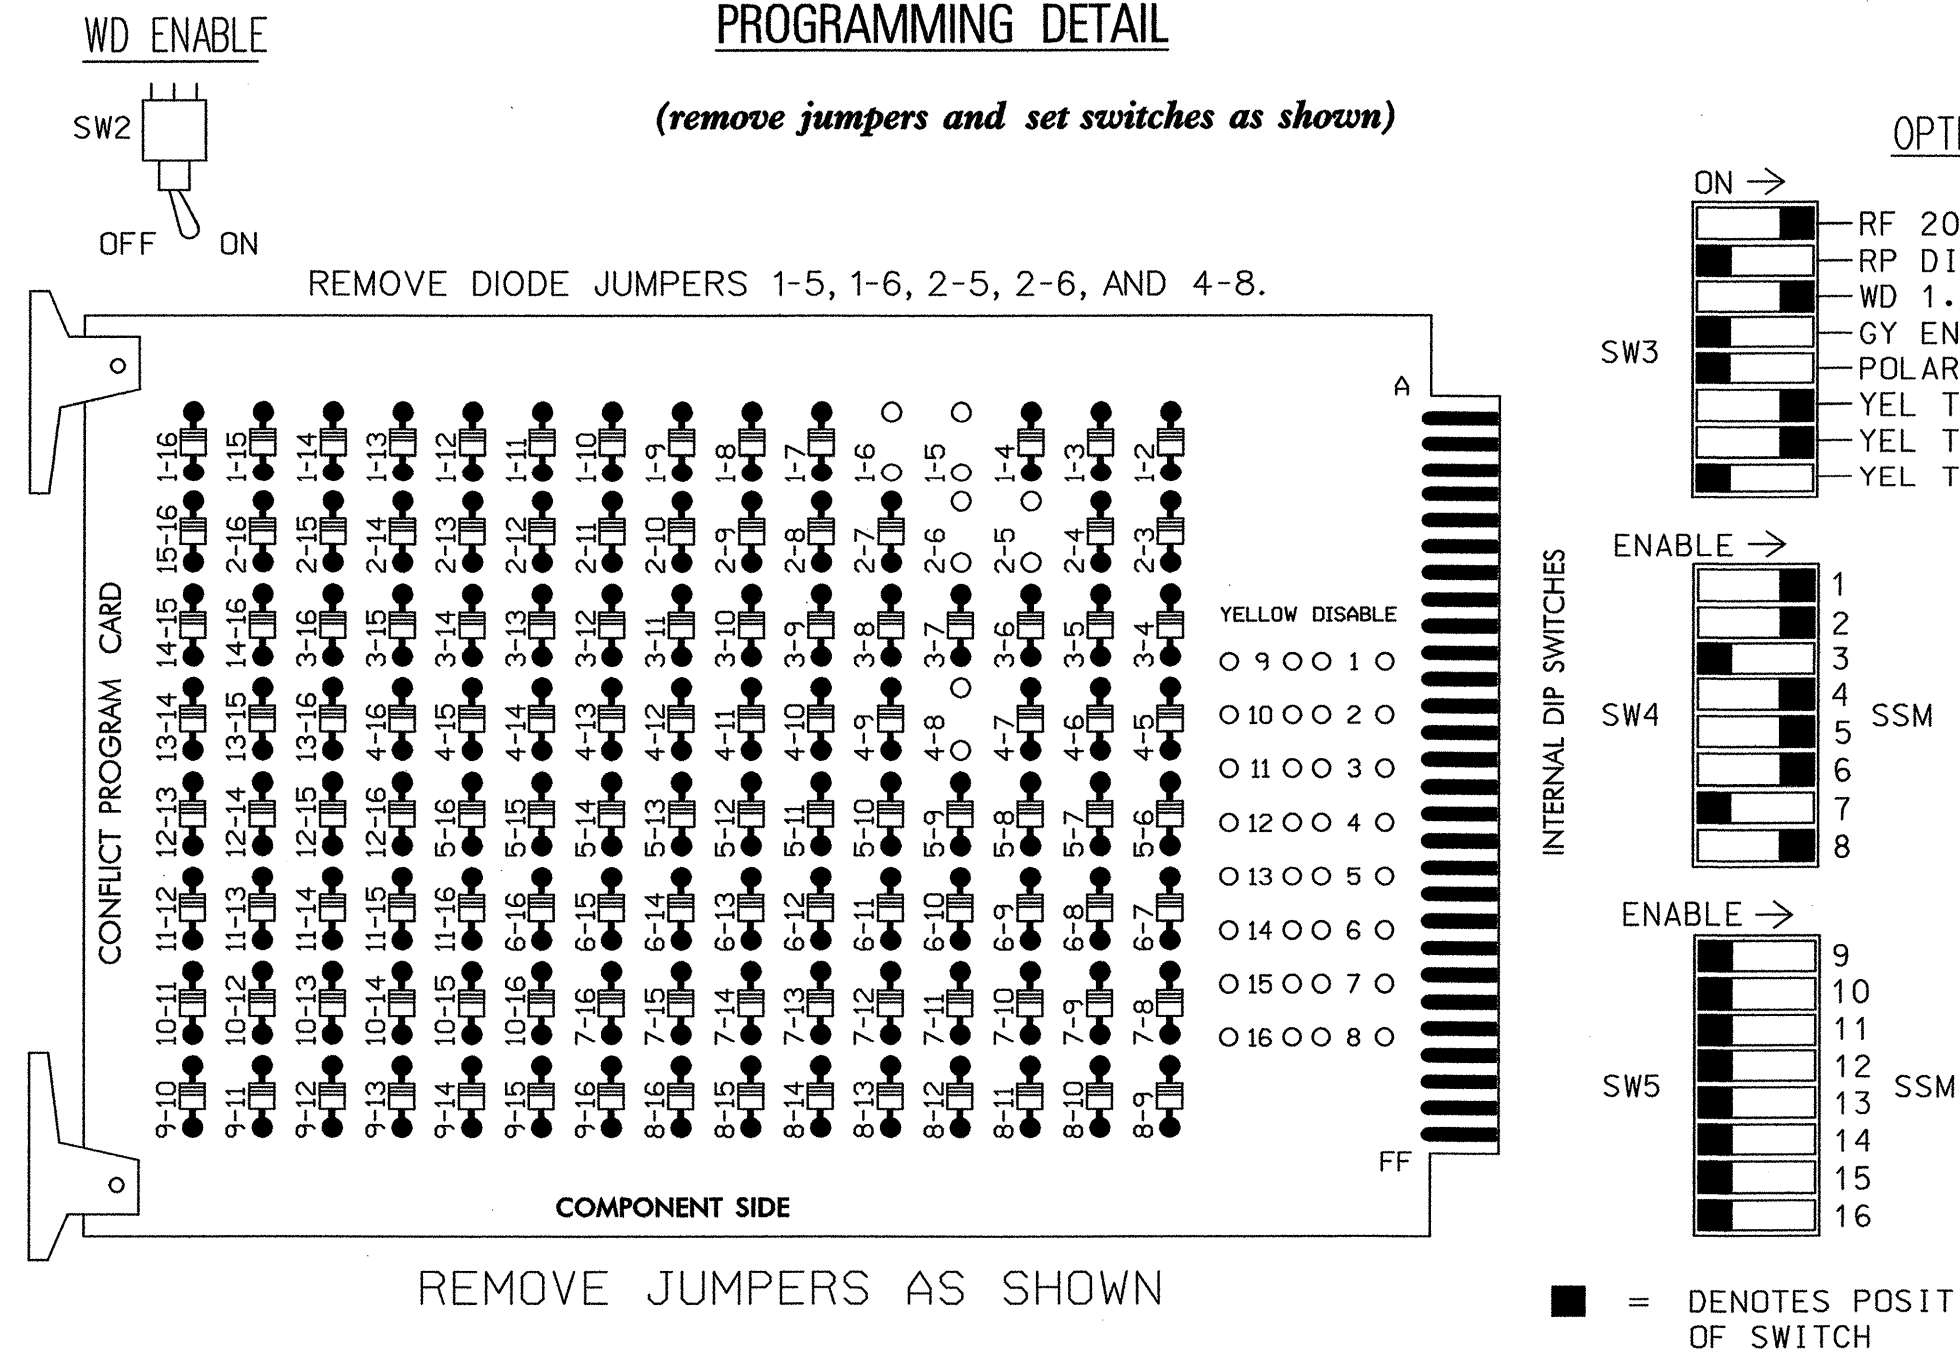 WD ENABLE
PROGRAMMING DETAIL
(remove jumpers and set switches as shown)
SW2
OFF ON
REMOVE DIODE JUMPERS 1-5, 1-6, 2-5, 2-6, AND 4-8.
CONFLICT PROGRAM CARD
1-16 1-15 1-14 1-13 1-12 1-11 1-10 1-9 1-8 1-7 1-6 1-5 1-4 1-3 1-2
15-16 2-16 2-15 2-14 2-13 2-12 2-11 2-10 2-9 2-8 2-7 2-6 2-5 2-4 2-3
14-15 14-16 3-16 3-15 3-14 3-13 3-12 3-11 3-10 3-9 3-8 3-7 3-6 3-5 3-4
13-14 13-15 13-16 4-16 4-15 4-14 4-13 4-12 4-11 4-10 4-9 4-8 4-7 4-6 4-5
12-13 12-14 12-15 12-16 5-16 5-15 5-14 5-13 5-12 5-11 5-10 5-9 5-8 5-7 5-6
11-12 11-13 11-14 11-15 11-16 6-16 6-15 6-14 6-13 6-12 6-11 6-10 6-9 6-8 6-7
10-11 10-12 10-13 10-14 10-15 10-16 7-16 7-15 7-14 7-13 7-12 7-11 7-10 7-9 7-8
9-10 9-11 9-12 9-13 9-14 9-15 9-16 8-16 8-15 8-14 8-13 8-12 8-11 8-10 8-9
A
YELLOW DISABLE
9 1
10 2
11 3
12 4
13 5
14 6
15 7
16 8
FF
COMPONENT SIDE
REMOVE JUMPERS AS SHOWN
INTERNAL DIP SWITCHES
OPTI
ON →
SW3
RF 20
RP DI
WD 1.
GY EN
POLAR
YEL T
YEL T
YEL T
ENABLE →
SW4
1
2
3
4
5
6
7
8
SSM
ENABLE →
SW5
9
10
11
12
13
14
15
16
SSM
= DENOTES POSIT
OF SWITCH